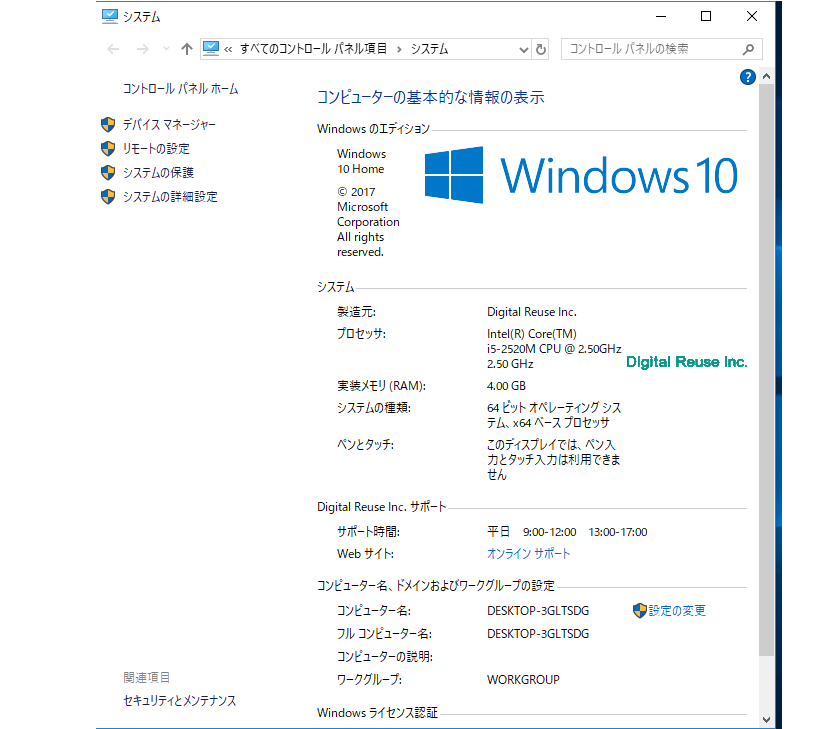 システム
« すべてのコントロール パネル項目 › システム
コントロール パネルの検索
コントロール パネル ホーム
デバイス マネージャー
リモートの設定
システムの保護
システムの詳細設定
関連項目
セキュリティとメンテナンス
?
コンピューターの基本的な情報の表示
Windows のエディション
Windows
10 Home
© 2017
Microsoft
Corporation
All rights
reserved.
Windows 10
システム
製造元: Digital Reuse Inc.
プロセッサ: Intel(R) Core(TM)
i5-2520M CPU @ 2.50GHz
2.50 GHz
Digital Reuse Inc.
実装メモリ (RAM): 4.00 GB
システムの種類: 64 ビット オペレーティング シス
テム、x64 ベース プロセッサ
ペンとタッチ: このディスプレイでは、ペン入
力とタッチ入力は利用できま
せん
Digital Reuse Inc. サポート
サポート時間: 平日 9:00-12:00 13:00-17:00
Web サイト: オンライン サポート
コンピューター名、ドメインおよびワークグループの設定
コンピューター名: DESKTOP-3GLTSDG 設定の変更
フル コンピューター名: DESKTOP-3GLTSDG
コンピューターの説明:
ワークグループ: WORKGROUP
Windows ライセンス認証